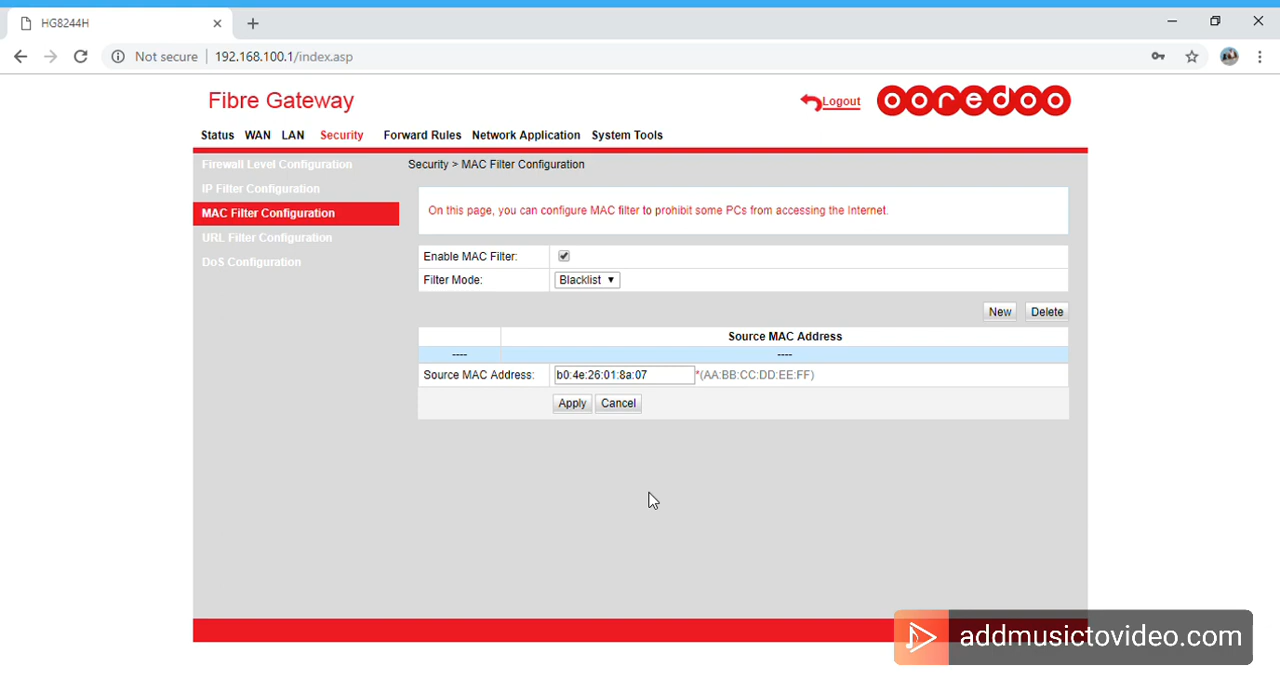 HG8244H
Not secure 192.168.100.1/index.asp
Fibre Gateway
Logout
ooredoo
Status WAN LAN Security Forward Rules Network Application System Tools
Firewall Level Configuration
Security > MAC Filter Configuration
IP Filter Configuration
MAC Filter Configuration
URL Filter Configuration
DoS Configuration
On this page, you can configure MAC filter to prohibit some PCs from accessing the Internet.
Enable MAC Filter:
Filter Mode: Blacklist
New Delete
Source MAC Address
---- ----
Source MAC Address: b0:4e:26:01:8a:07 *(AA:BB:CC:DD:EE:FF)
Apply Cancel
addmusictovideo.com